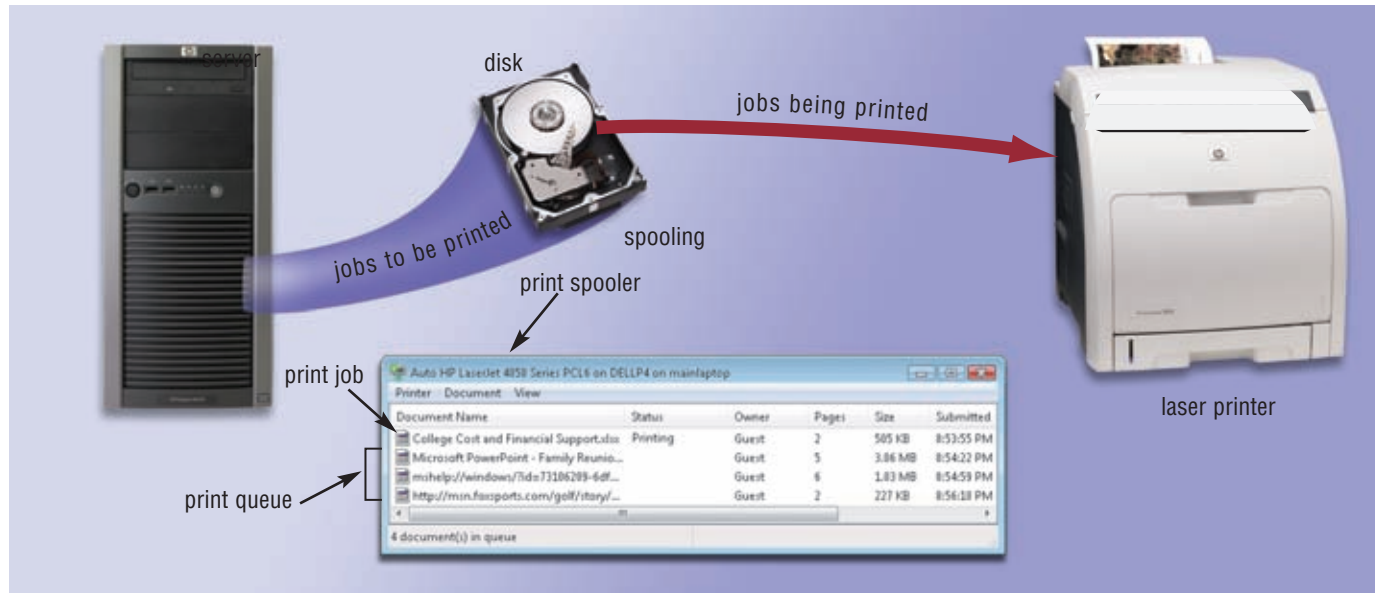 server
disk
jobs being printed
jobs to be printed
spooling
print spooler
print job
Auto HP LaserJet 4050 Series PCL6 on DELLP4 on mainlaptop
Printer Document View
Document Name Status Owner Pages Size Submitted
College Cost and Financial Support.xlsx Printing Guest 2 505 KB 8:53:55 PM
Microsoft PowerPoint - Family Reunio... Guest 5 3.06 MB 8:54:22 PM
mshelp://windows/?id=73106209-6df... Guest 6 1.03 MB 8:54:59 PM
http://msn.foxsports.com/golf/story/... Guest 2 227 KB 8:56:18 PM
print queue
4 document(s) in queue
laser printer